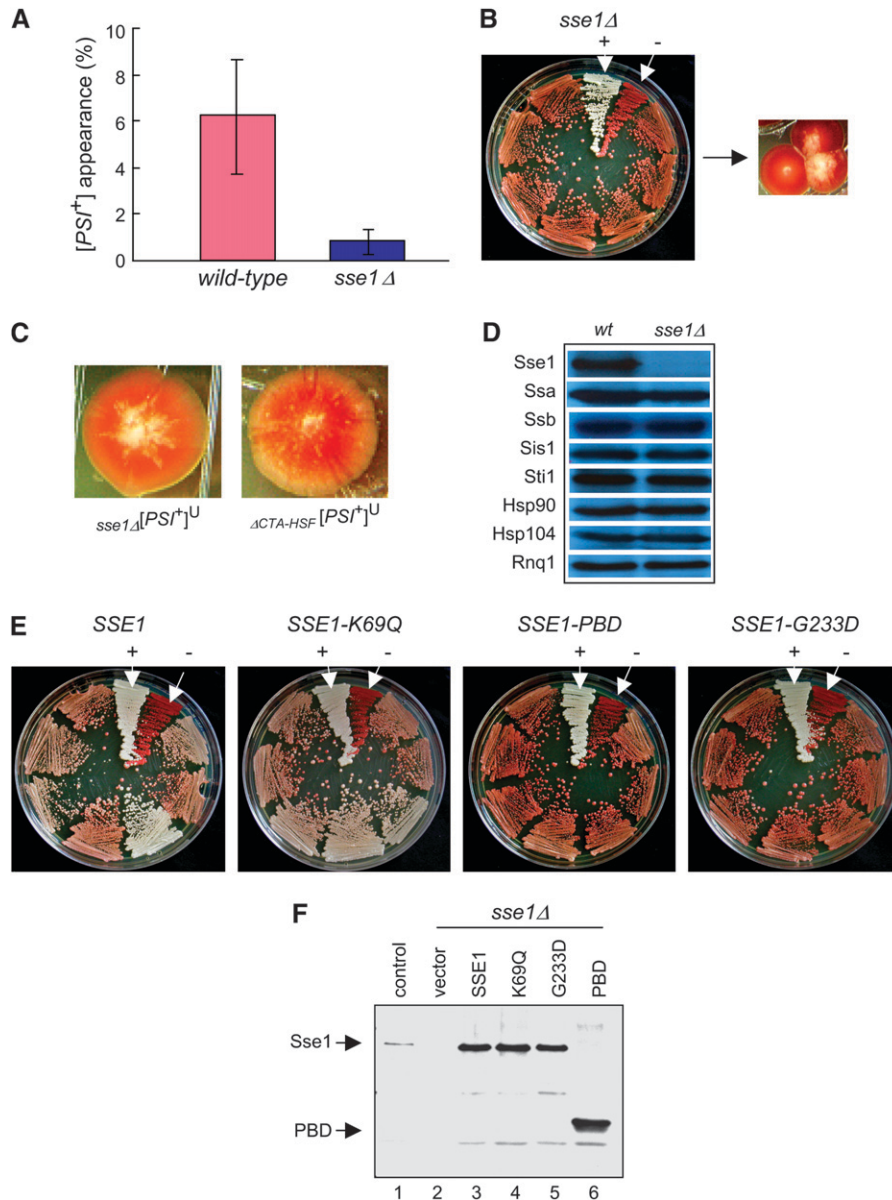 A
[PSI+] appearance (%)
10
8
6
4
2
0
wild-type
sse1Δ
B
sse1Δ
+ -
C
sse1Δ[PSI+]U
ΔCTA-HSF[PSI+]U
D
wt sse1Δ
Sse1
Ssa
Ssb
Sis1
Sti1
Hsp90
Hsp104
Rnq1
E
SSE1
+ -
SSE1-K69Q
+ -
SSE1-PBD
+ -
SSE1-G233D
+ -
F
sse1Δ
control
vector
SSE1
K69Q
G233D
PBD
Sse1
PBD
1 2 3 4 5 6